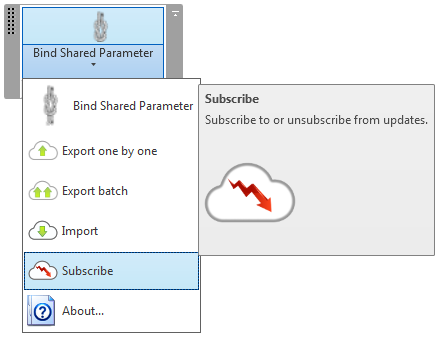 Bind Shared Parameter
Bind Shared Parameter
Export one by one
Export batch
Import
Subscribe
About...
Subscribe
Subscribe to or unsubscribe from updates.